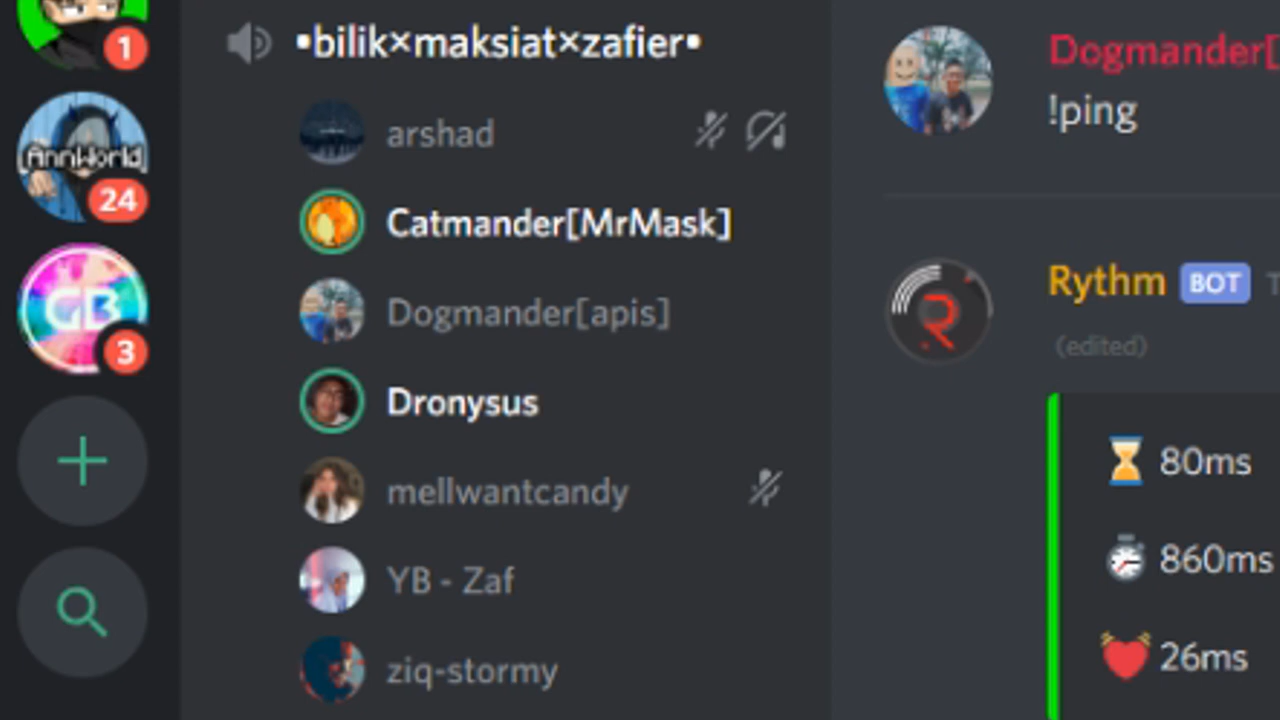 1
[AnnWorld]
24
GB
3
•bilik×maksiat×zafier•
arshad
Catmander[MrMask]
Dogmander[apis]
Dronysus
mellwantcandy
YB - Zaf
ziq-stormy
Dogmander[
!ping
Rythm BOT T
(edited)
80ms
860ms
26ms